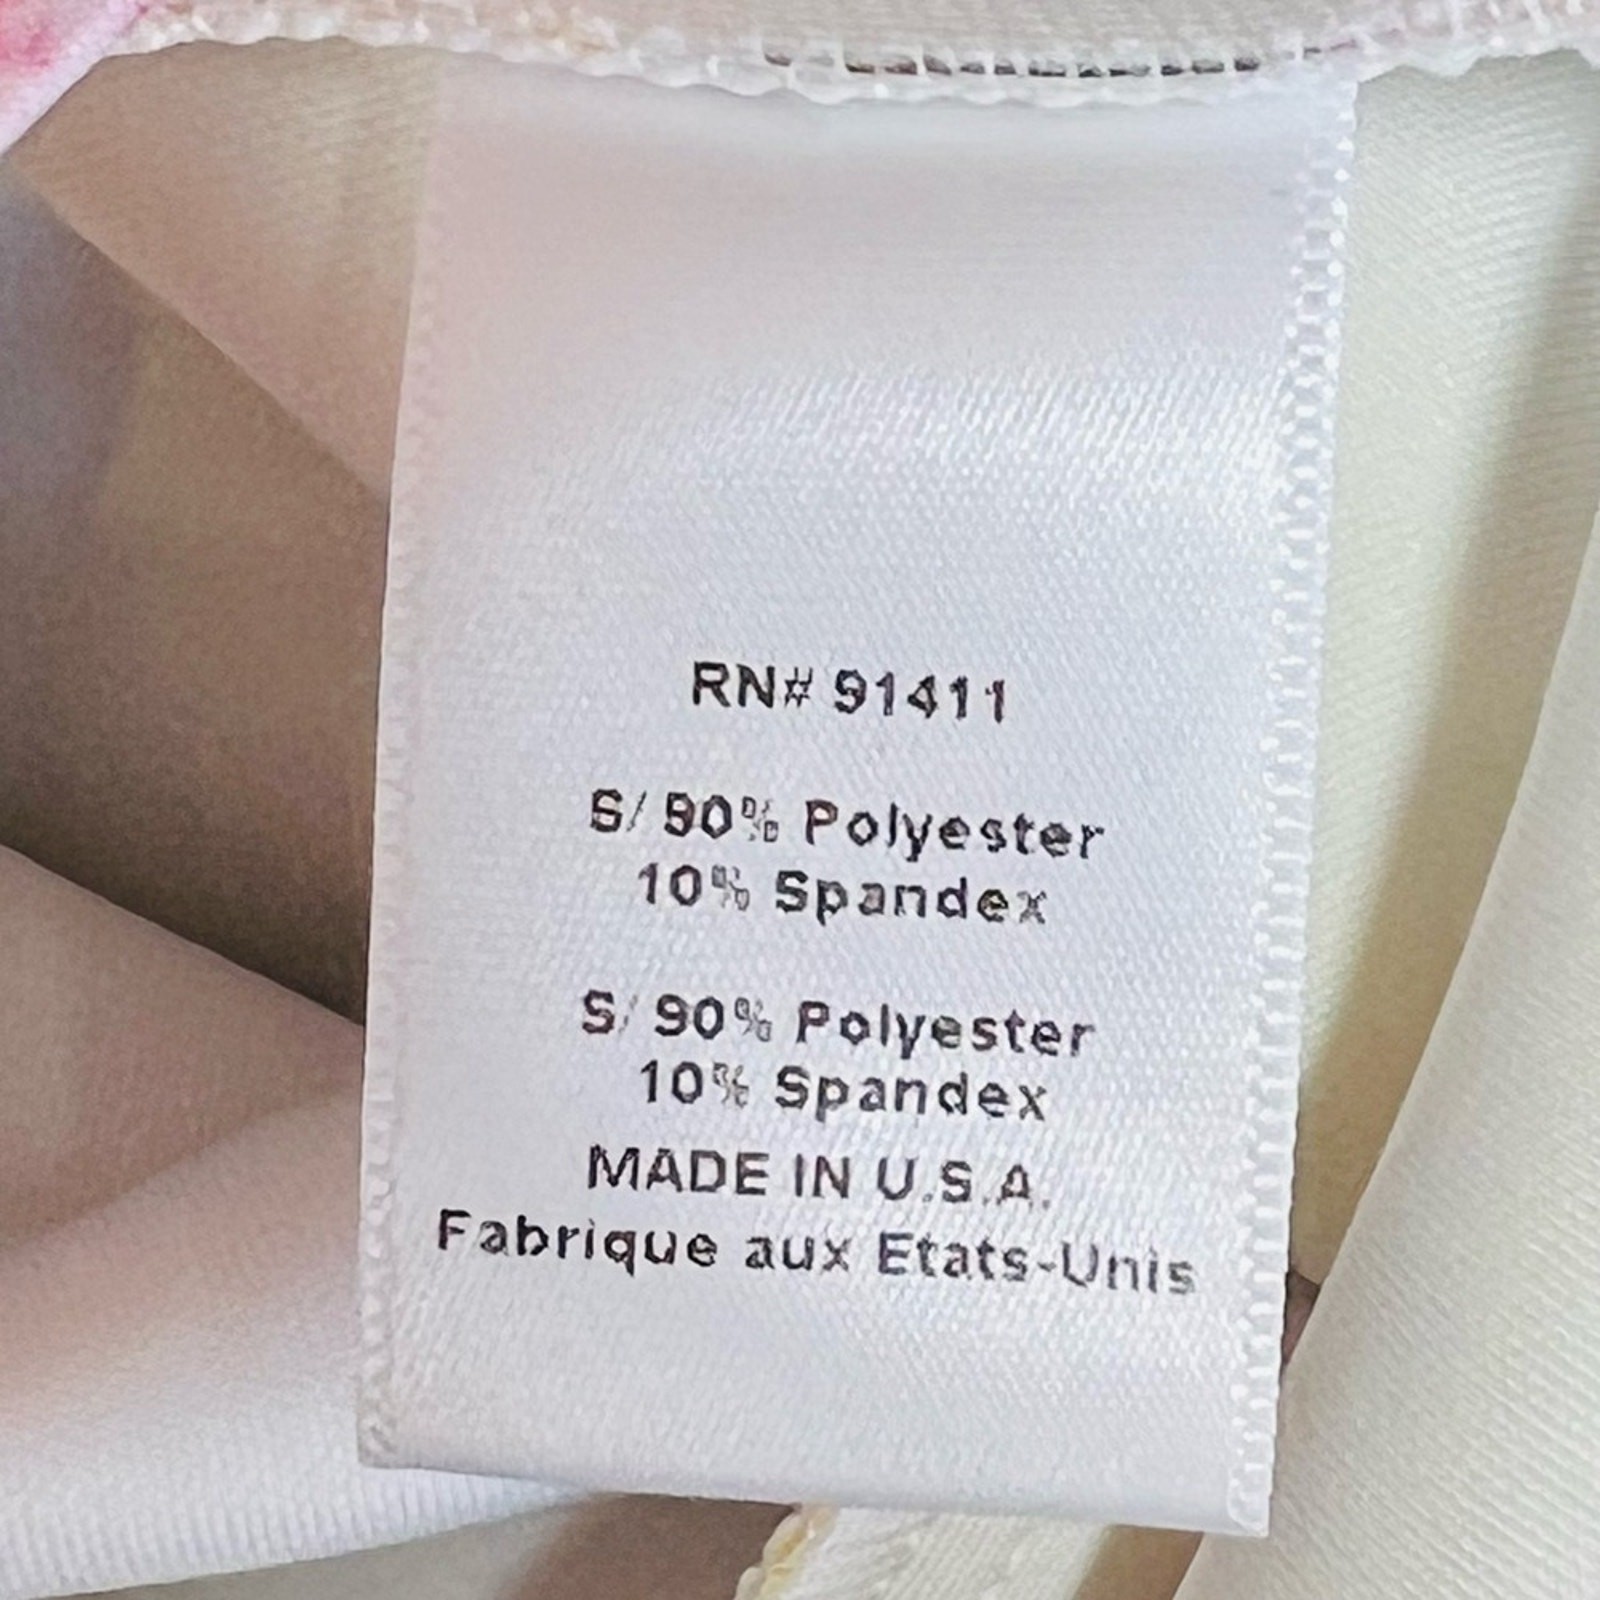 RN# 91411
S/ 90% Polyester
10% Spandex
S/ 90% Polyester
10% Spandex
MADE IN U.S.A.
Fabrique aux Etats-Unis